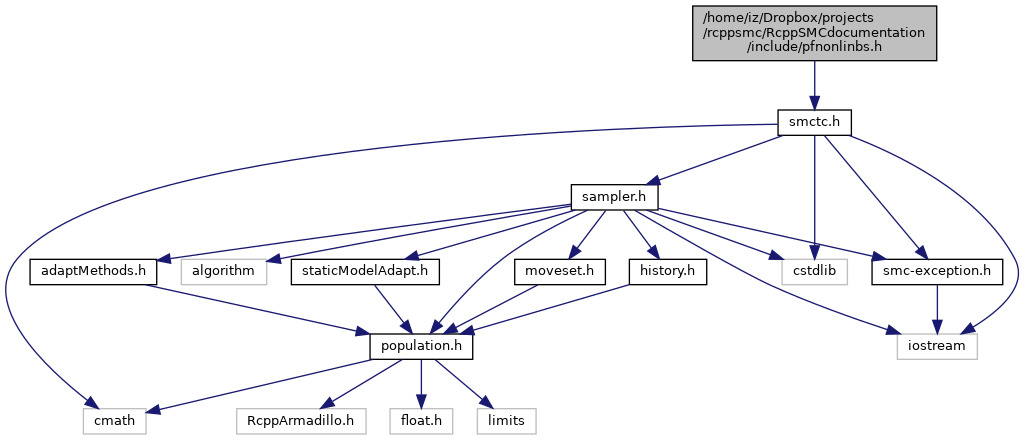 /home/iz/Dropbox/projects
/rcppsmc/RcppSMCdocumentation
/include/pfnonlinbs.h
smctc.h
sampler.h
adaptMethods.h
algorithm
staticModelAdapt.h
moveset.h
history.h
cstdlib
smc-exception.h
population.h
iostream
cmath
RcppArmadillo.h
float.h
limits